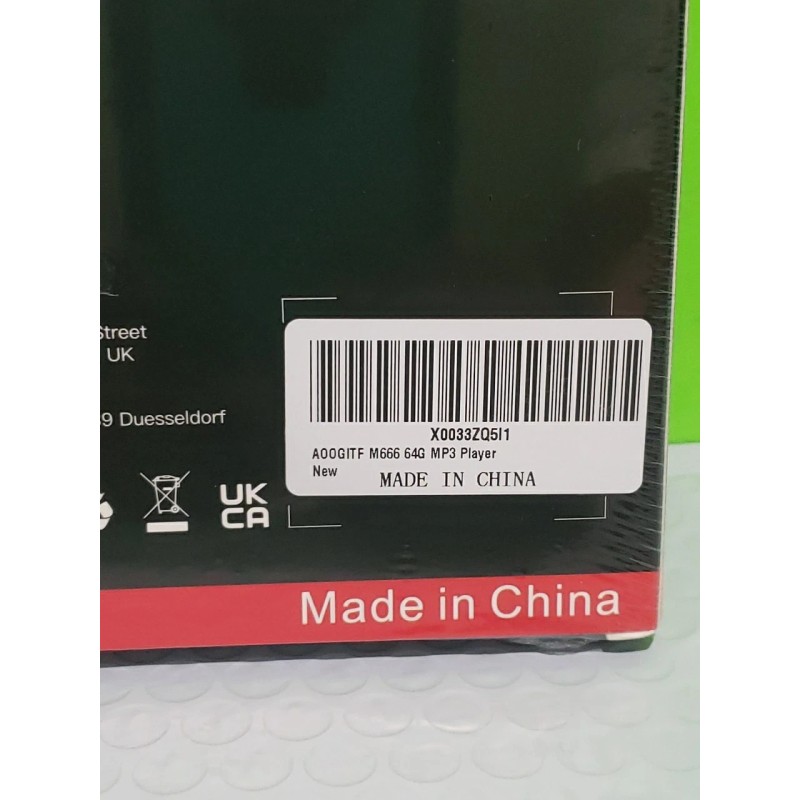 Street
UK
9 Duesseldorf
UK
CA
X0033ZQ5I1
AOOGITF M666 64G MP3 Player
New
MADE IN CHINA
Made in China